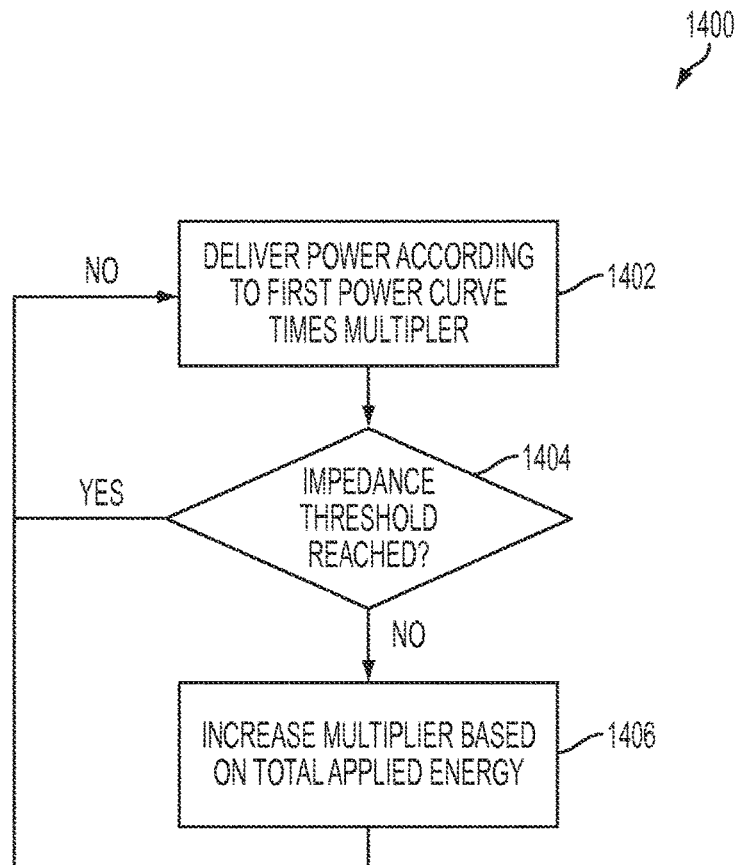 1400
NO
DELIVER POWER ACCORDING
TO FIRST POWER CURVE
TIMES MULTIPLER
1402
YES
IMPEDANCE
THRESHOLD
REACHED?
1404
NO
INCREASE MULTIPLIER BASED
ON TOTAL APPLIED ENERGY
1406